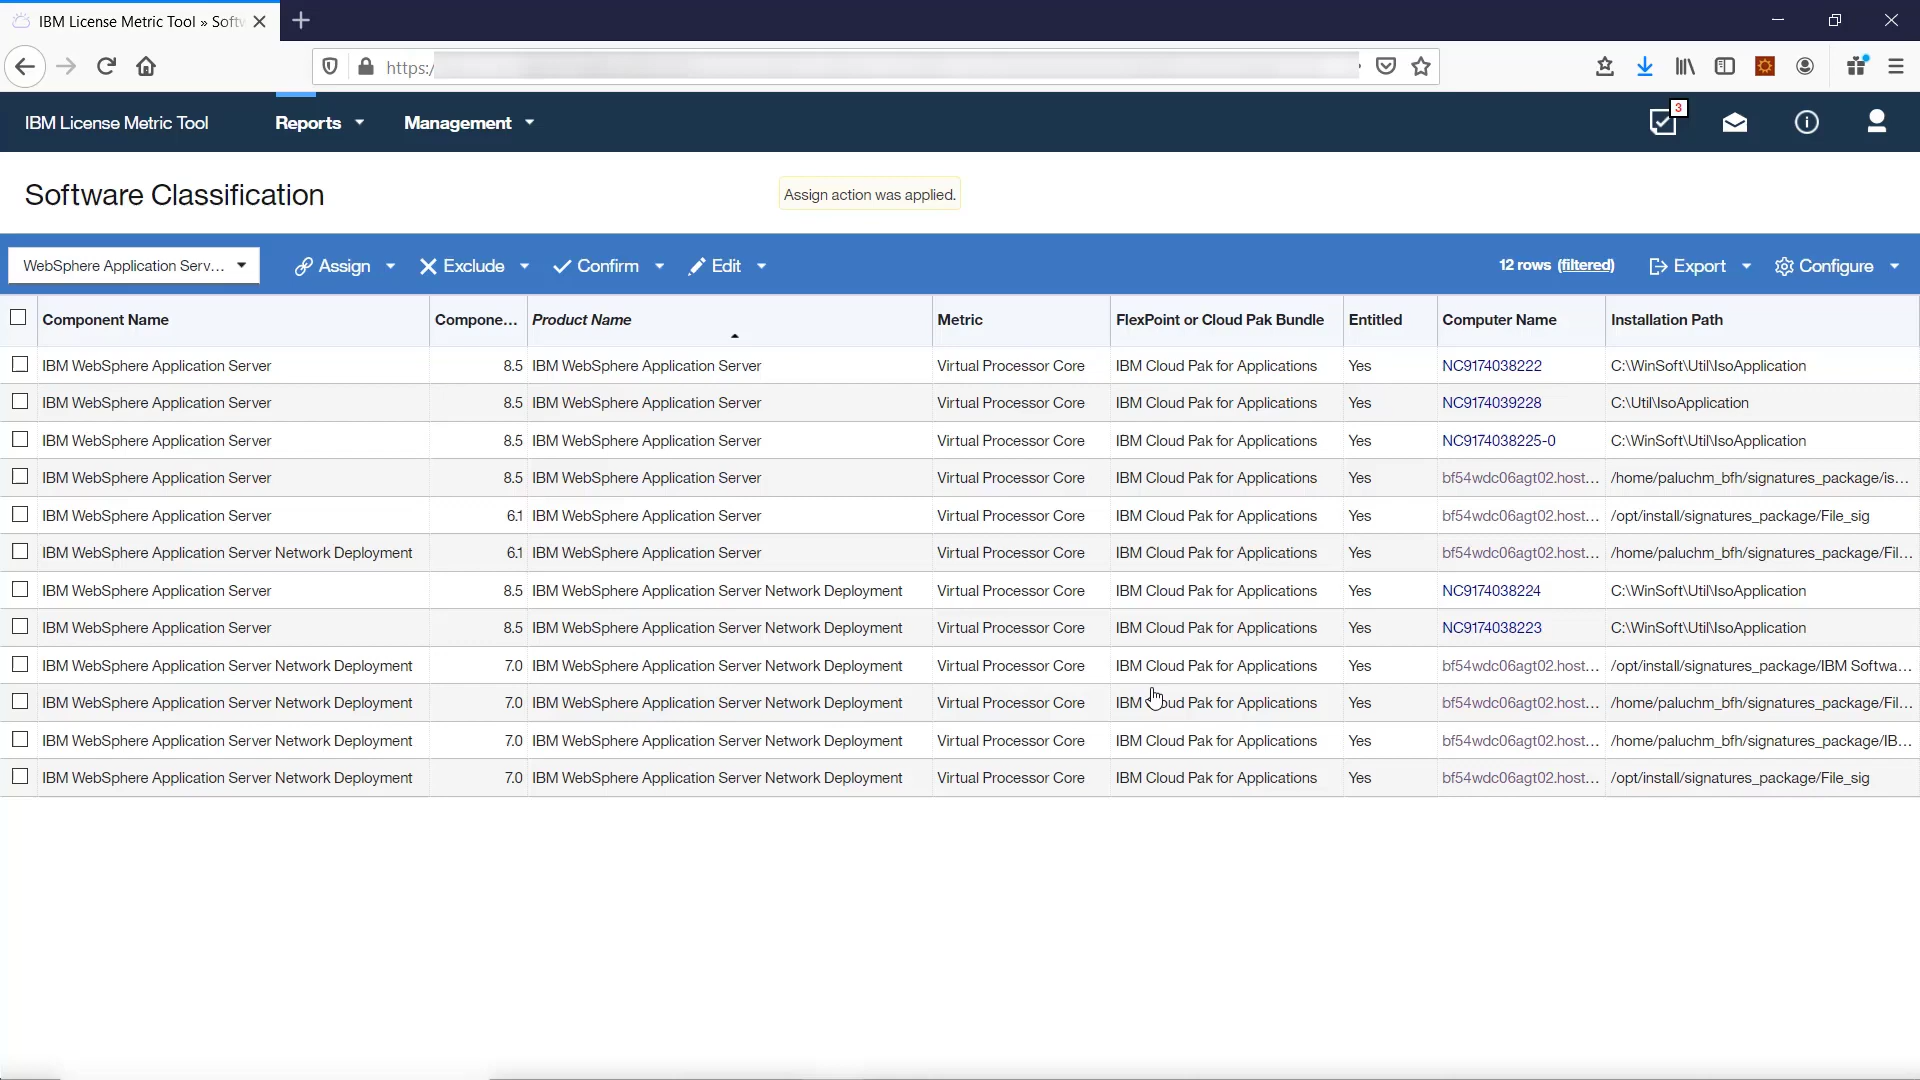 IBM License Metric Tool » Softw
https:/
IBM License Metric Tool
Reports
Management
3
Software Classification
Assign action was applied.
WebSphere Application Serv...
Assign
Exclude
Confirm
Edit
12 rows (filtered)
Export
Configure
Component Name Compone... Product Name Metric FlexPoint or Cloud Pak Bundle Entitled Computer Name Installation Path
IBM WebSphere Application Server 8.5 IBM WebSphere Application Server Virtual Processor Core IBM Cloud Pak for Applications Yes NC9174038222 C:\WinSoft\Util\IsoApplication
IBM WebSphere Application Server 8.5 IBM WebSphere Application Server Virtual Processor Core IBM Cloud Pak for Applications Yes NC9174039228 C:\Util\IsoApplication
IBM WebSphere Application Server 8.5 IBM WebSphere Application Server Virtual Processor Core IBM Cloud Pak for Applications Yes NC9174038225-0 C:\WinSoft\Util\IsoApplication
IBM WebSphere Application Server 8.5 IBM WebSphere Application Server Virtual Processor Core IBM Cloud Pak for Applications Yes bf54wdc06agt02.host... /home/paluchm_bfh/signatures_package/is...
IBM WebSphere Application Server 6.1 IBM WebSphere Application Server Virtual Processor Core IBM Cloud Pak for Applications Yes bf54wdc06agt02.host... /opt/install/signatures_package/File_sig
IBM WebSphere Application Server Network Deployment 6.1 IBM WebSphere Application Server Virtual Processor Core IBM Cloud Pak for Applications Yes bf54wdc06agt02.host... /home/paluchm_bfh/signatures_package/Fil...
IBM WebSphere Application Server 8.5 IBM WebSphere Application Server Network Deployment Virtual Processor Core IBM Cloud Pak for Applications Yes NC9174038224 C:\WinSoft\Util\IsoApplication
IBM WebSphere Application Server 8.5 IBM WebSphere Application Server Network Deployment Virtual Processor Core IBM Cloud Pak for Applications Yes NC9174038223 C:\WinSoft\Util\IsoApplication
IBM WebSphere Application Server Network Deployment 7.0 IBM WebSphere Application Server Network Deployment Virtual Processor Core IBM Cloud Pak for Applications Yes bf54wdc06agt02.host... /opt/install/signatures_package/IBM Softwa...
IBM WebSphere Application Server Network Deployment 7.0 IBM WebSphere Application Server Network Deployment Virtual Processor Core IBM Cloud Pak for Applications Yes bf54wdc06agt02.host... /home/paluchm_bfh/signatures_package/Fil...
IBM WebSphere Application Server Network Deployment 7.0 IBM WebSphere Application Server Network Deployment Virtual Processor Core IBM Cloud Pak for Applications Yes bf54wdc06agt02.host... /home/paluchm_bfh/signatures_package/IB...
IBM WebSphere Application Server Network Deployment 7.0 IBM WebSphere Application Server Network Deployment Virtual Processor Core IBM Cloud Pak for Applications Yes bf54wdc06agt02.host... /opt/install/signatures_package/File_sig